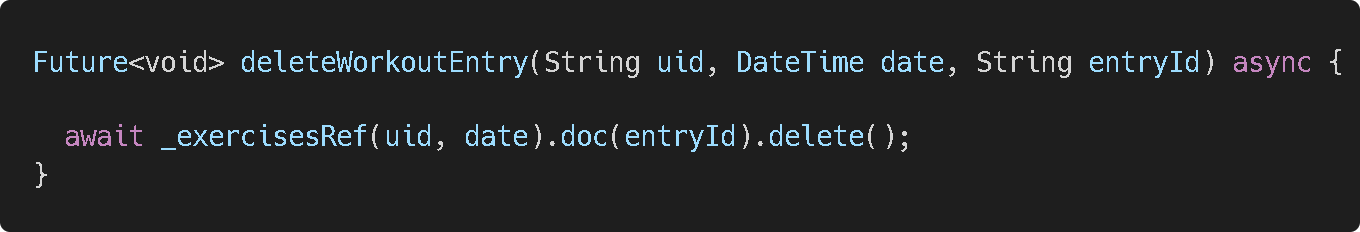 Future<void> deleteWorkoutEntry(String uid, DateTime date, String entryId) async {
await _exercisesRef(uid, date).doc(entryId).delete();
}